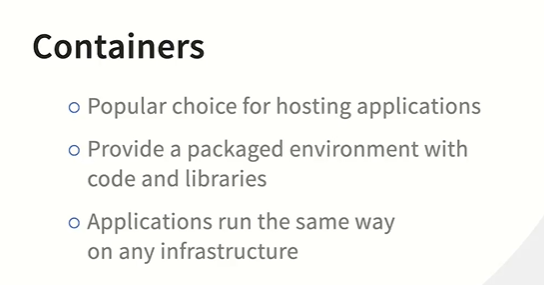 Containers
Popular choice for hosting applications
Provide a packaged environment with
code and libraries
Applications run the same way
on any infrastructure